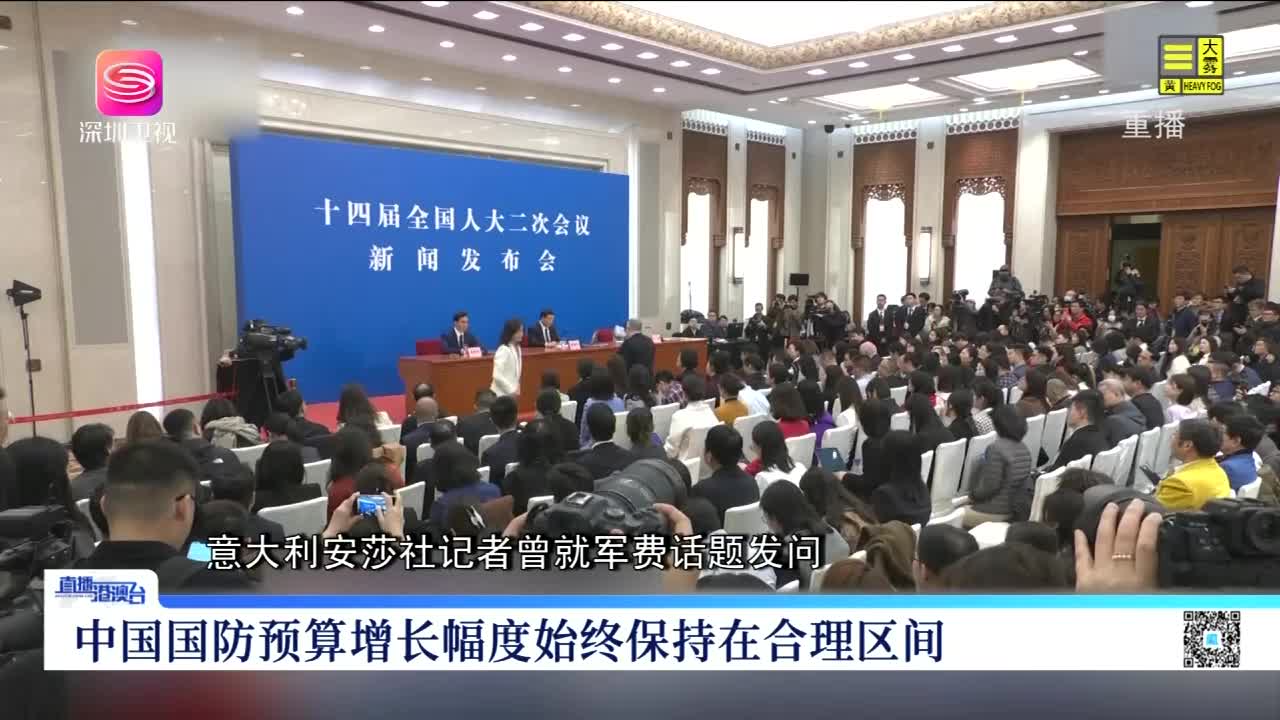 深圳卫视
大雾
黄 HEAVY FOG
重播
十四届全国人大二次会议
新闻发布会
意大利安莎社记者曾就军费话题发问
直播港澳台
中国国防预算增长幅度始终保持在合理区间